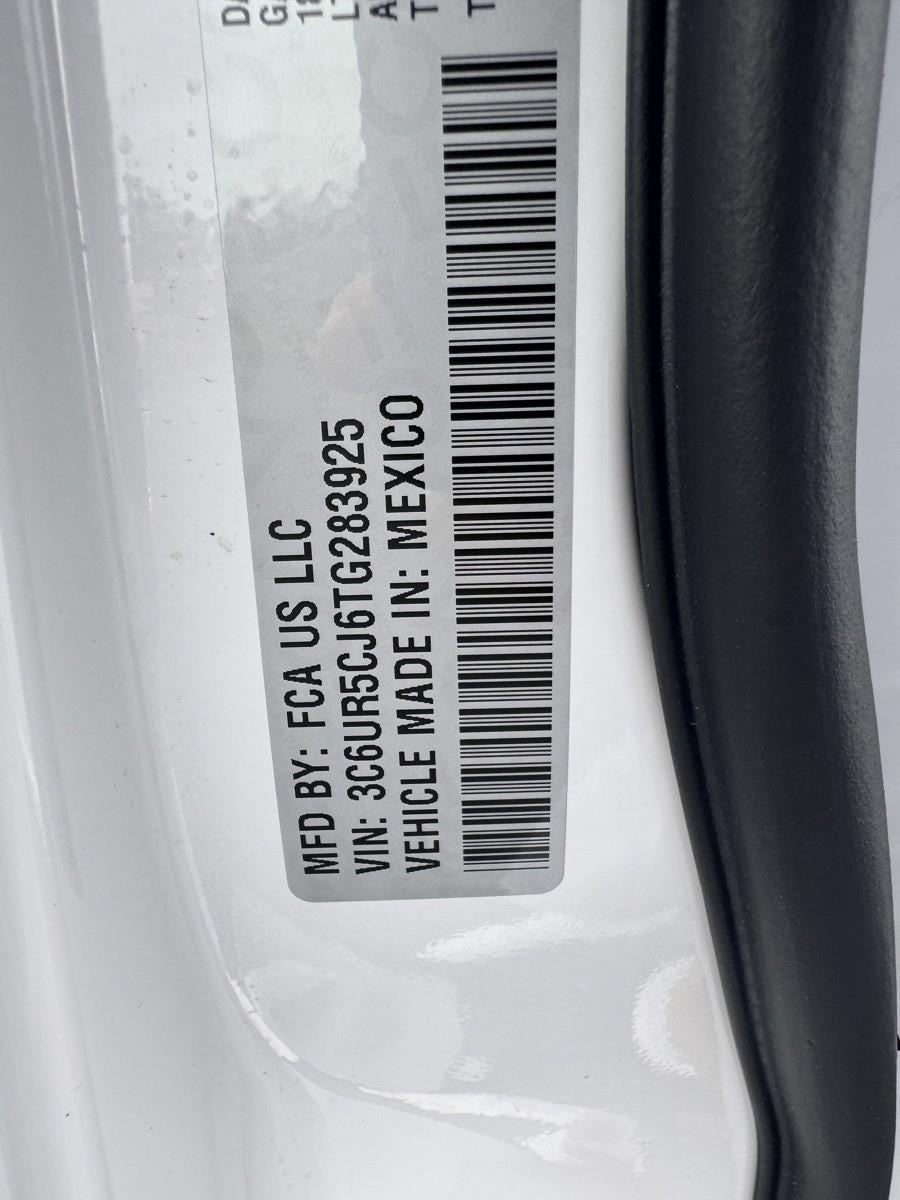 MFD BY: FCA US LLC
VIN: 3C6UR5CJ6TG283925
VEHICLE MADE IN: MEXICO